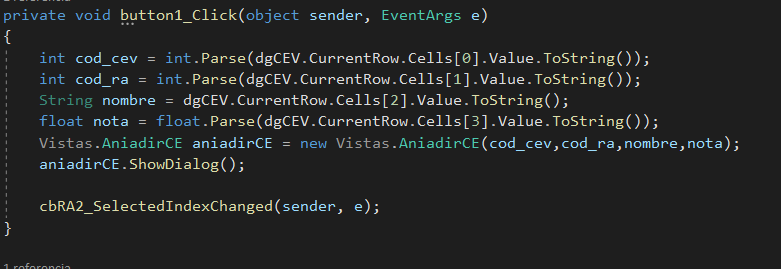 private void button1_Click(object sender, EventArgs e)
{
int cod_cev = int.Parse(dgCEV.CurrentRow.Cells[0].Value.ToString());
int cod_ra = int.Parse(dgCEV.CurrentRow.Cells[1].Value.ToString());
String nombre = dgCEV.CurrentRow.Cells[2].Value.ToString();
float nota = float.Parse(dgCEV.CurrentRow.Cells[3].Value.ToString());
Vistas.AniadirCE aniadirCE = new Vistas.AniadirCE(cod_cev,cod_ra,nombre,nota);
aniadirCE.ShowDialog();
cbRA2_SelectedIndexChanged(sender, e);
}
1 referencia